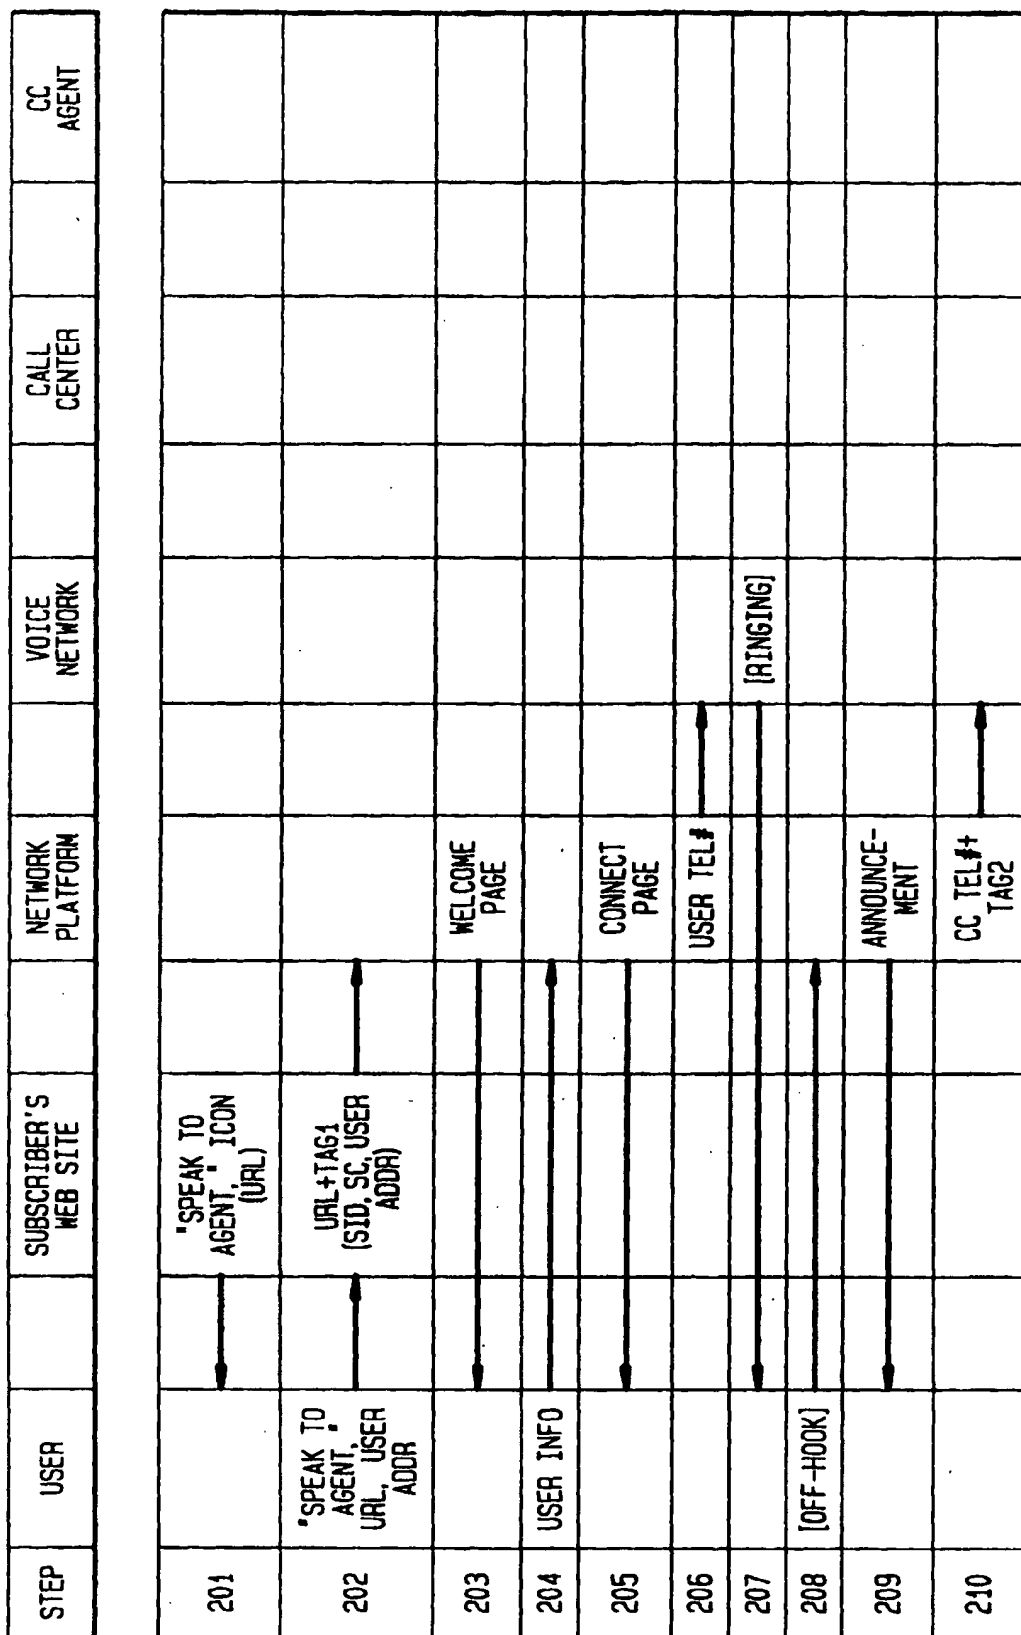 STEP
USER
SUBSCRIBER'S
WEB SITE
NETWORK
PLATFORM
VOICE
NETWORK
CALL
CENTER
CC
AGENT
201
"SPEAK TO
AGENT," ICON
(URL)
202
"SPEAK TO
AGENT,"
URL, USER
ADDR
URL+TAG1
(SID, SC, USER
ADDR)
203
WELCOME
PAGE
204
USER INFO
205
CONNECT
PAGE
206
USER TEL#
207
[RINGING]
208
[OFF-HOOK]
209
ANNOUNCE-
MENT
210
CC TEL#+
TAG2